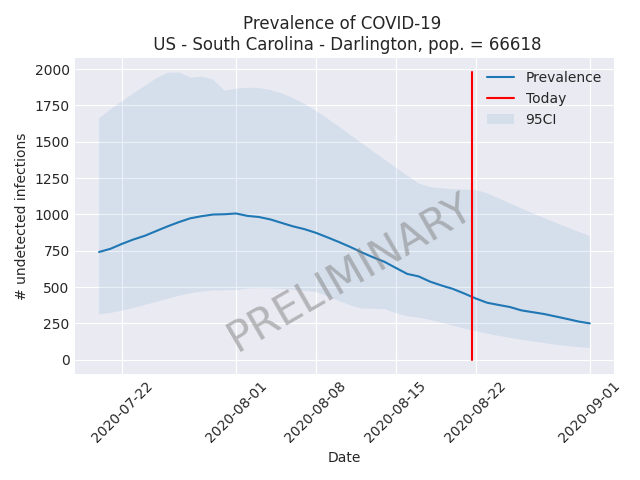 Prevalence of COVID-19
US - South Carolina - Darlington, pop. = 66618
# undetected infections
2000
1750
1500
1250
1000
750
500
250
0
Prevalence
Today
95CI
PRELIMINARY
2020-07-22
2020-08-01
2020-08-08
2020-08-15
2020-08-22
2020-09-01
Date